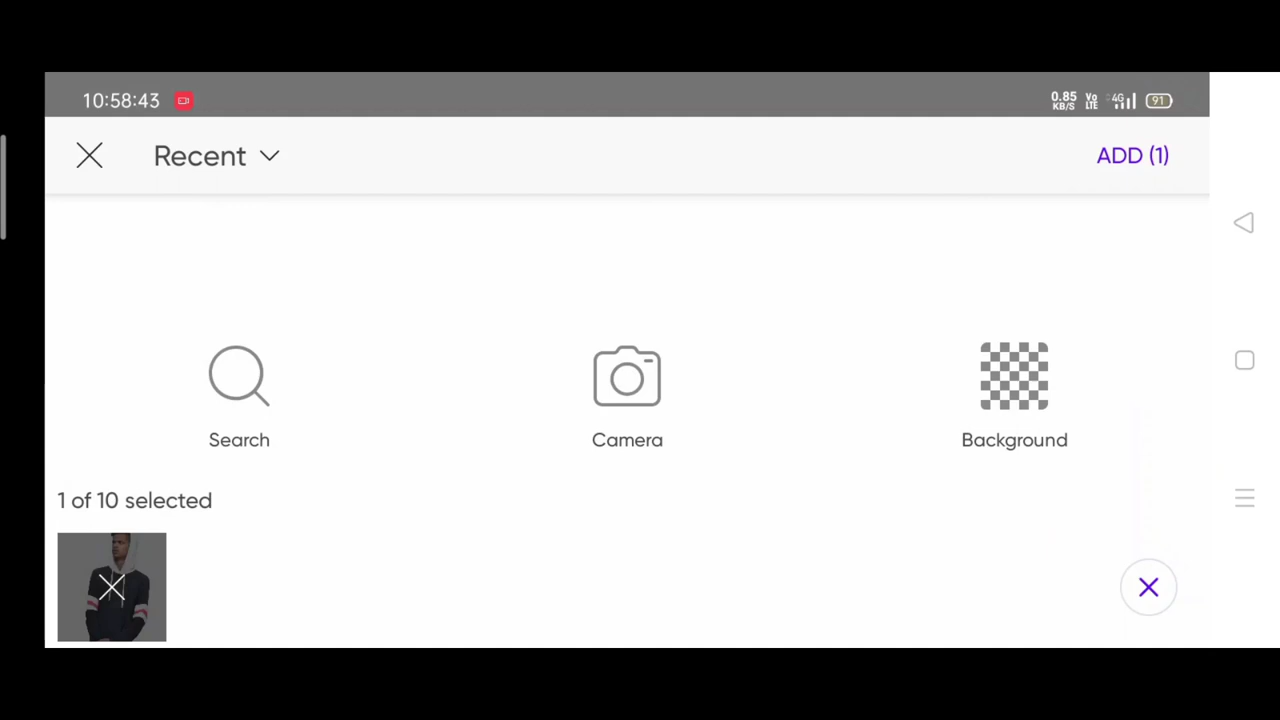 10:58:43 0.85 KB/S Vo LTE 4G 91
Recent ADD (1)
Search Camera Background
1 of 10 selected